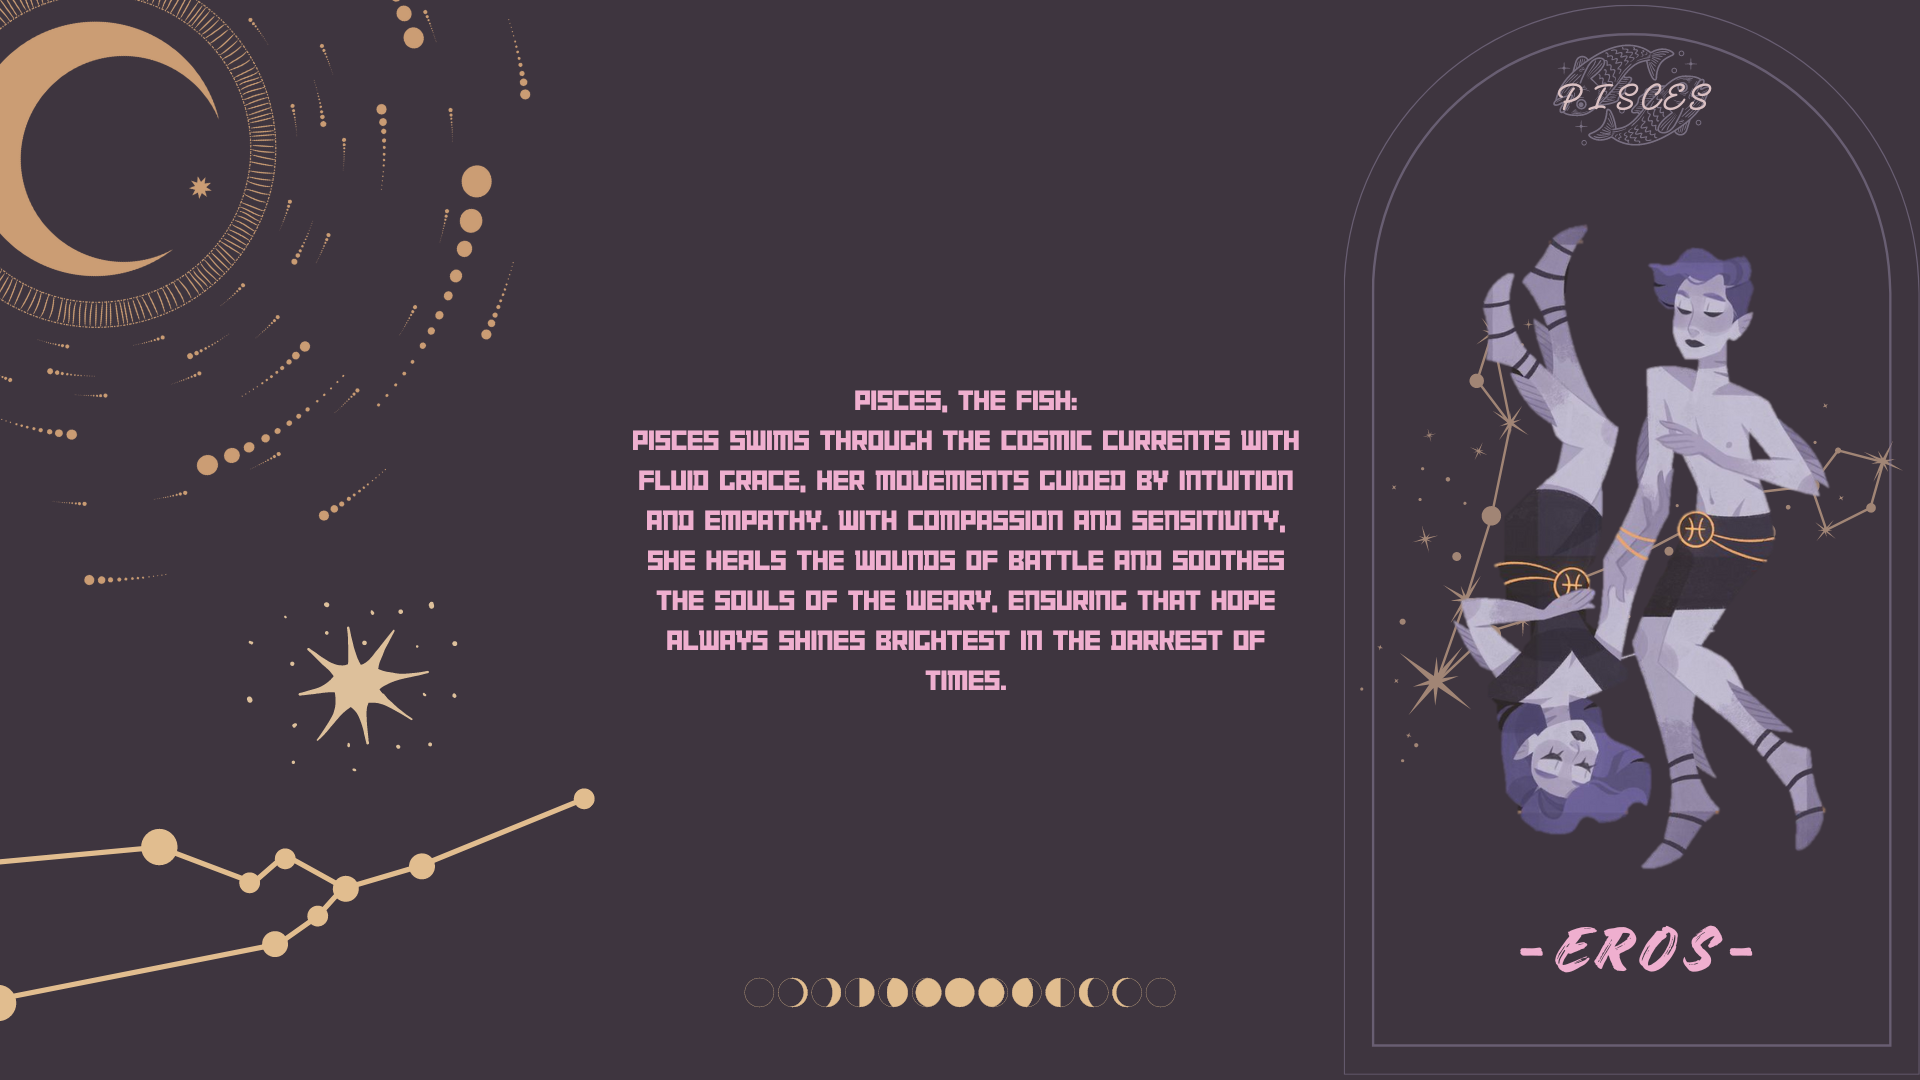 PISCES
PISCES, THE FISH:
PISCES SWIMS THROUGH THE COSMIC CURRENTS WITH
FLUID GRACE, HER MOVEMENTS GUIDED BY INTUITION
AND EMPATHY. WITH COMPASSION AND SENSITIVITY,
SHE HEALS THE WOUNDS OF BATTLE AND SOOTHES
THE SOULS OF THE WEARY, ENSURING THAT HOPE
ALWAYS SHINES BRIGHTEST IN THE DARKEST OF
TIMES.
-EROS-